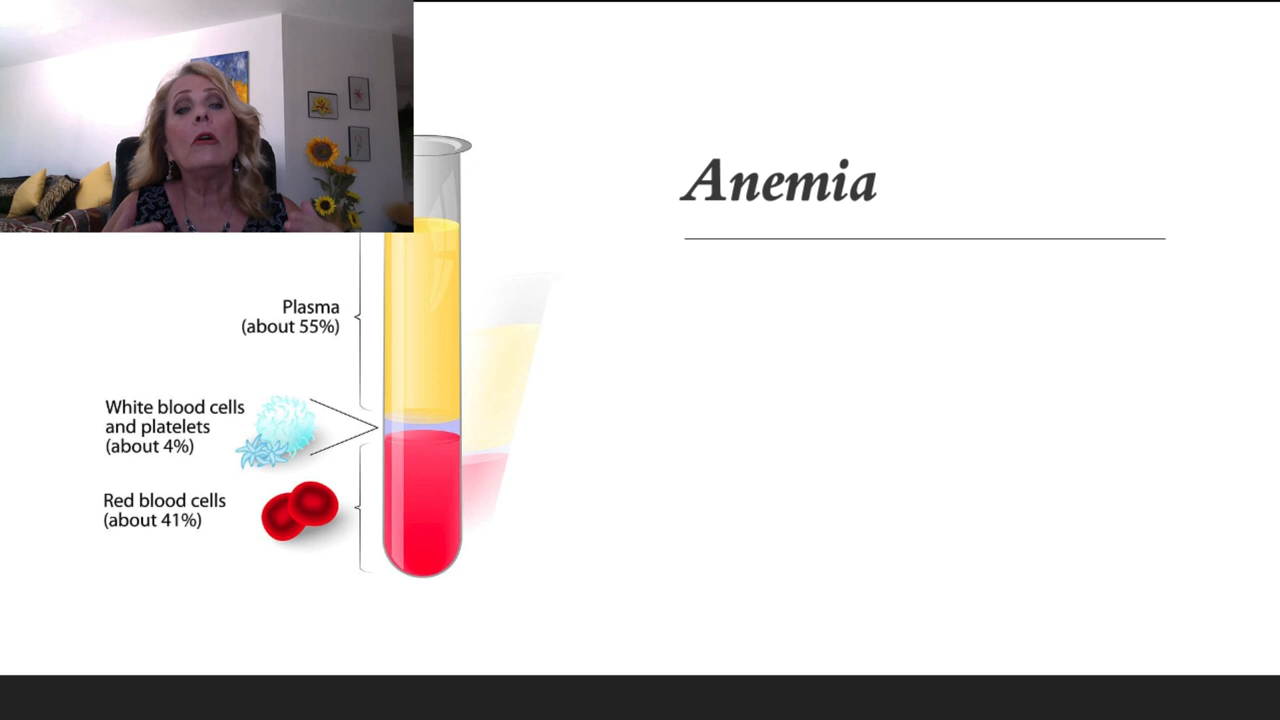 Anemia
Plasma
(about 55%)
White blood cells
and platelets
(about 4%)
Red blood cells
(about 41%)